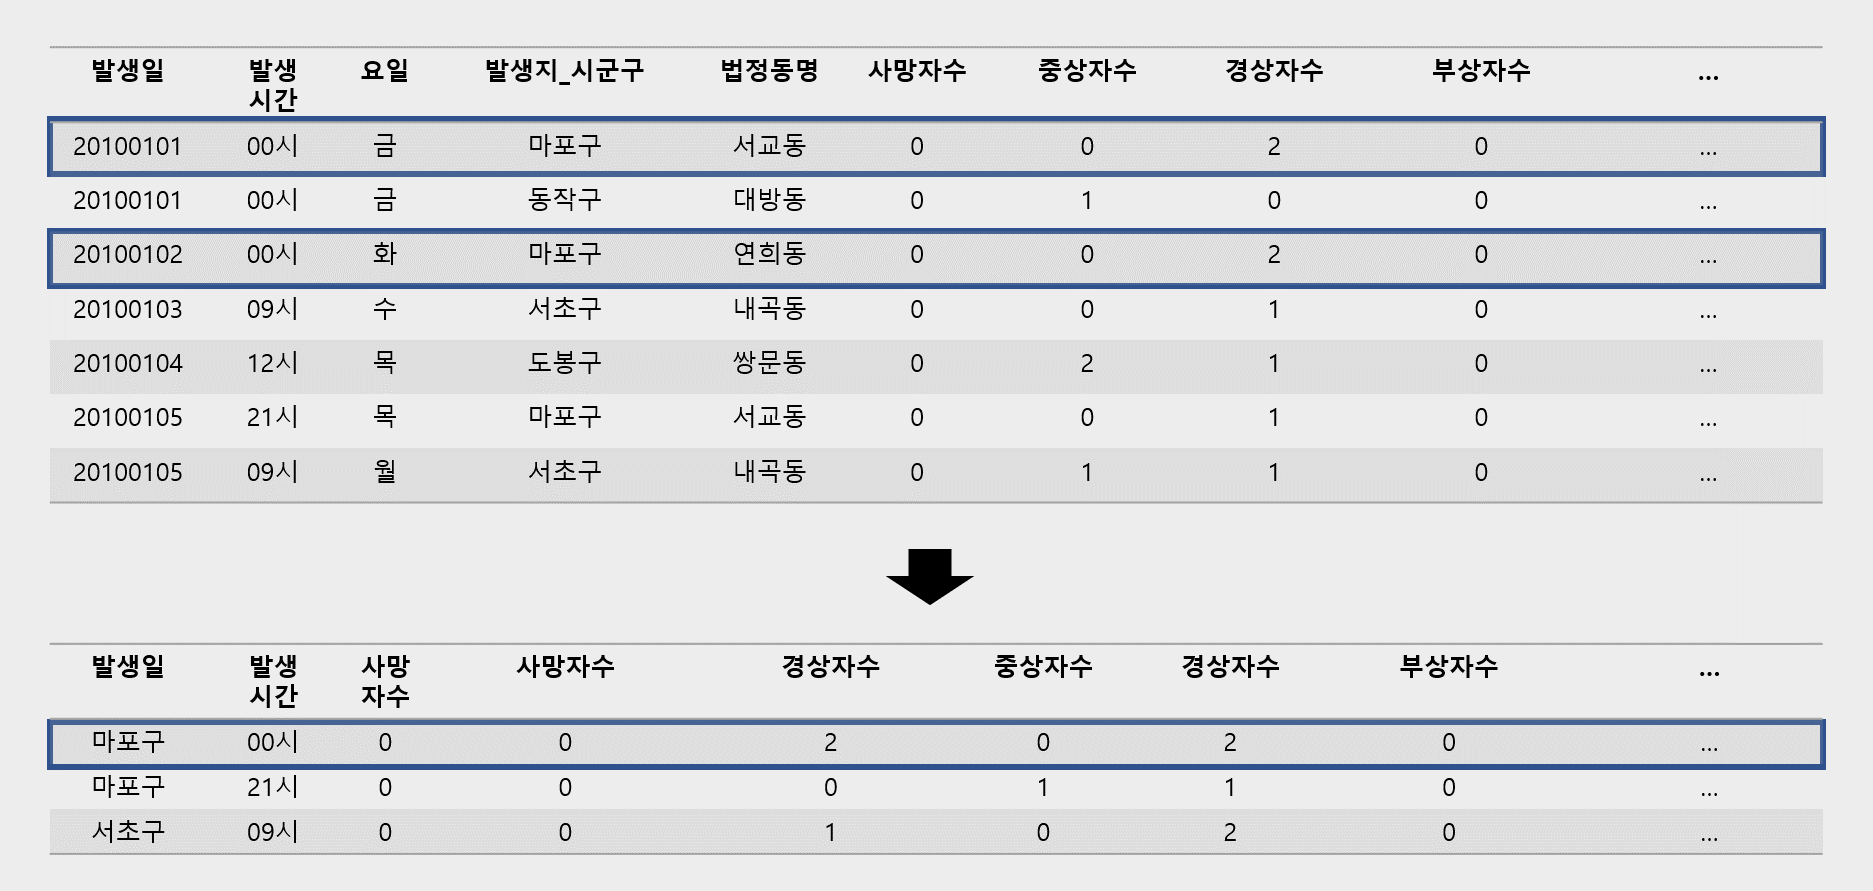 발생일 발생 시간 요일 발생지_시군구 법정동명 사망자수 중상자수 경상자수 부상자수 ...
20100101 00시 금 마포구 서교동 0 0 2 0 ...
20100101 00시 금 동작구 대방동 0 1 0 0 ...
20100102 00시 화 마포구 연희동 0 0 2 0 ...
20100103 09시 수 서초구 내곡동 0 0 1 0 ...
20100104 12시 목 도봉구 쌍문동 0 2 1 0 ...
20100105 21시 목 마포구 서교동 0 0 1 0 ...
20100105 09시 월 서초구 내곡동 0 1 1 0 ...
발생일 발생 시간 사망 자수 사망자수 경상자수 중상자수 경상자수 부상자수 ...
마포구 00시 0 0 2 0 2 0 ...
마포구 21시 0 0 0 1 1 0 ...
서초구 09시 0 0 1 0 2 0 ...